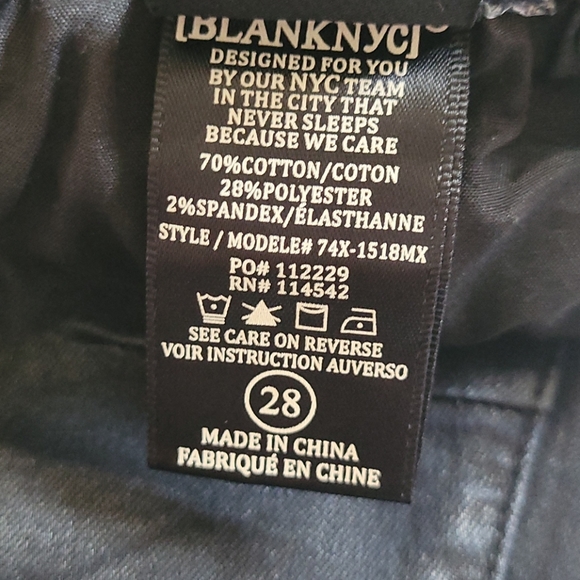 [BLANKNYC]®
DESIGNED FOR YOU
BY OUR NYC TEAM
IN THE CITY THAT
NEVER SLEEPS
BECAUSE WE CARE
70%COTTON/COTON
28%POLYESTER
2%SPANDEX/ÉLASTHANNE
STYLE / MODELE# 74X-1518MX
PO# 112229
RN# 114542
SEE CARE ON REVERSE
VOIR INSTRUCTION AUVERSO
28
MADE IN CHINA
FABRIQUÉ EN CHINE